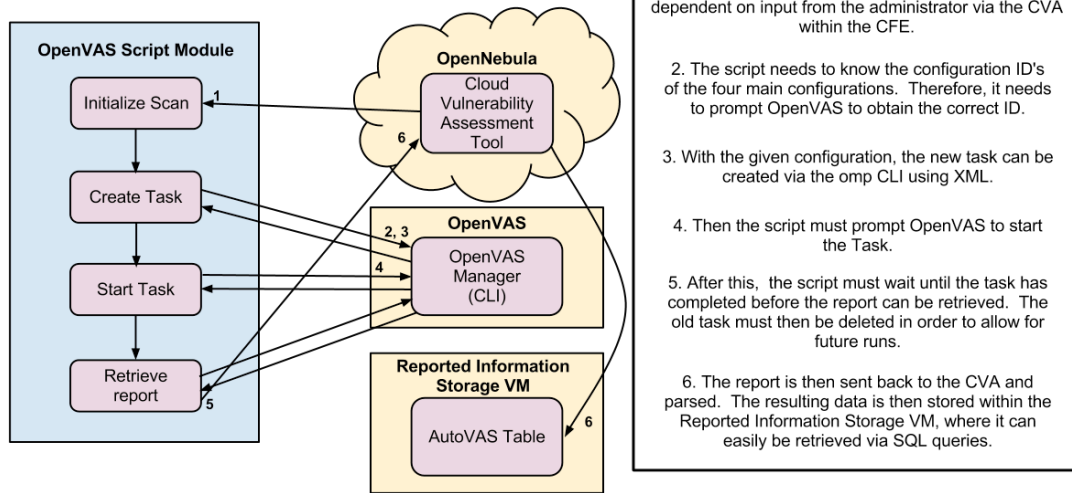 OpenVAS Script Module
Initialize Scan
1
Create Task
Start Task
Retrieve
report
5
OpenNebula
Cloud
Vulnerability
Assessment
Tool
6
2, 3
4
OpenVAS
OpenVAS
Manager
(CLI)
Reported Information
Storage VM
AutoVAS Table
6
dependent on input from the administrator via the CVA
within the CFE.
2. The script needs to know the configuration ID's
of the four main configurations. Therefore, it needs
to prompt OpenVAS to obtain the correct ID.
3. With the given configuration, the new task can be
created via the omp CLI using XML.
4. Then the script must prompt OpenVAS to start
the Task.
5. After this, the script must wait until the task has
completed before the report can be retrieved. The
old task must then be deleted in order to allow for
future runs.
6. The report is then sent back to the CVA and
parsed. The resulting data is then stored within the
Reported Information Storage VM, where it can
easily be retrieved via SQL queries.